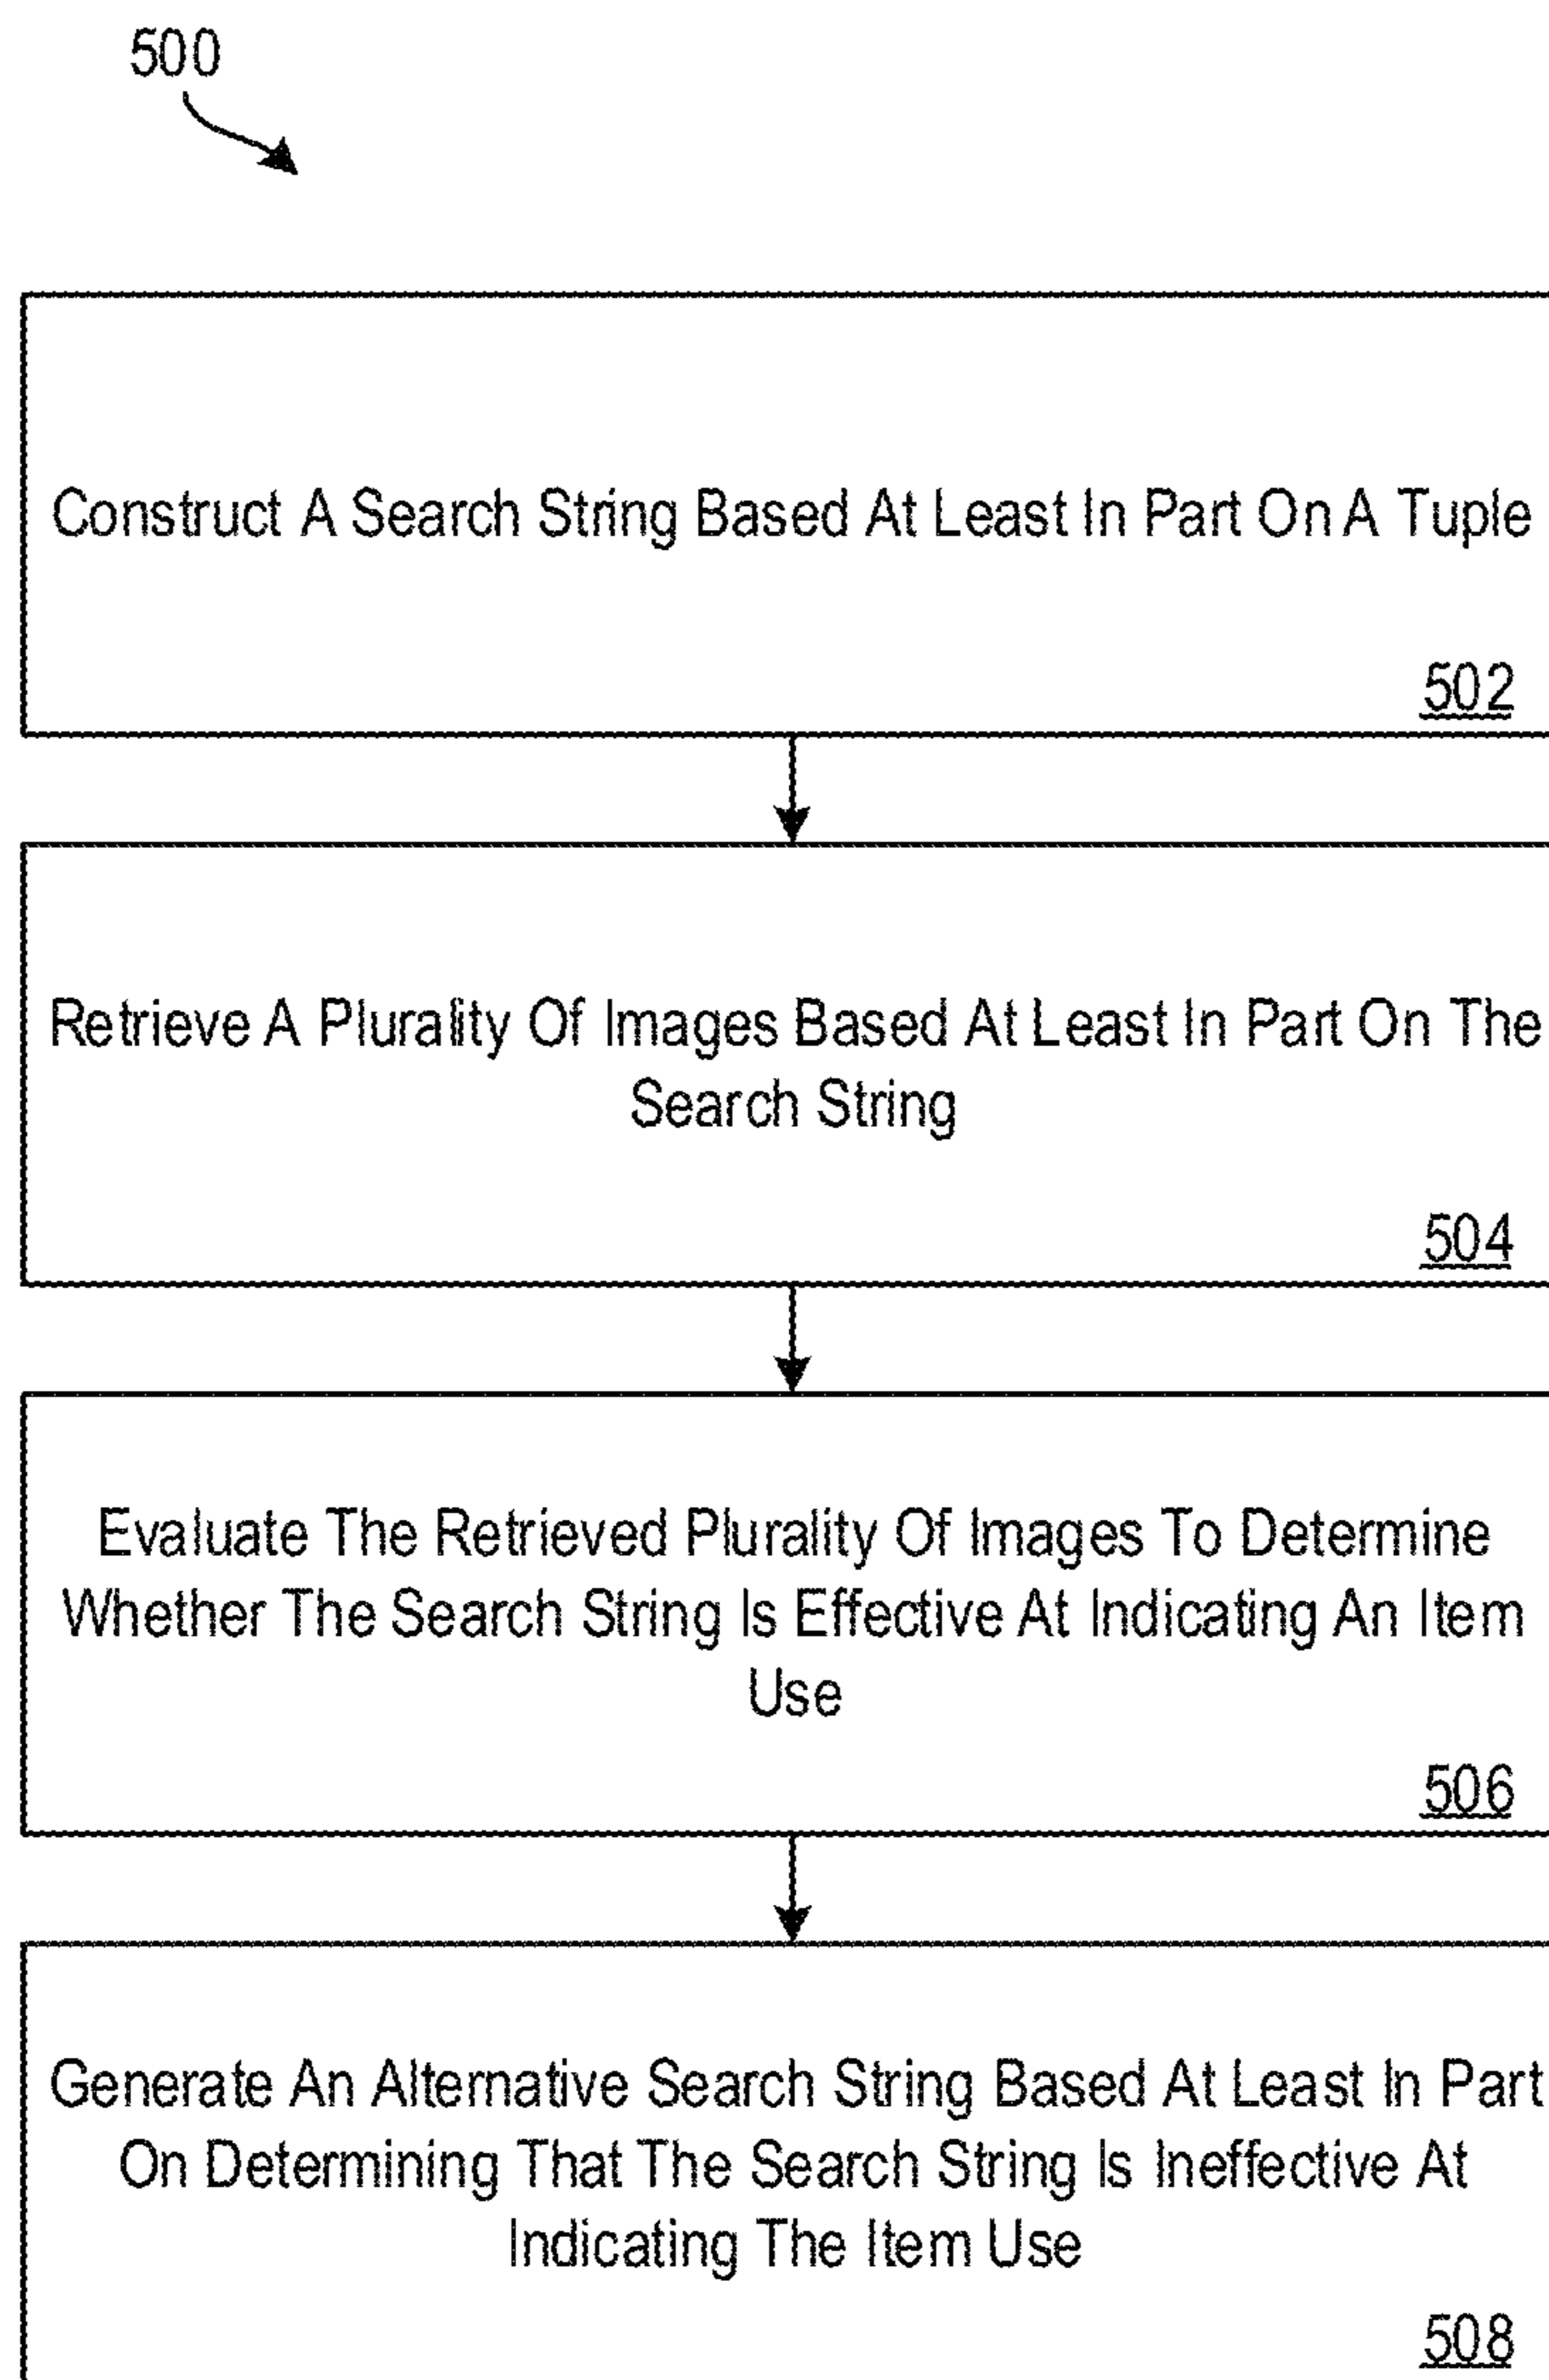 500
Construct A Search String Based At Least In Part On A Tuple
502
Retrieve A Plurality Of Images Based At Least In Part On The
Search String
504
Evaluate The Retrieved Plurality Of Images To Determine
Whether The Search String Is Effective At Indicating An Item
Use
506
Generate An Alternative Search String Based At Least In Part
On Determining That The Search String Is Ineffective At
Indicating The Item Use
508